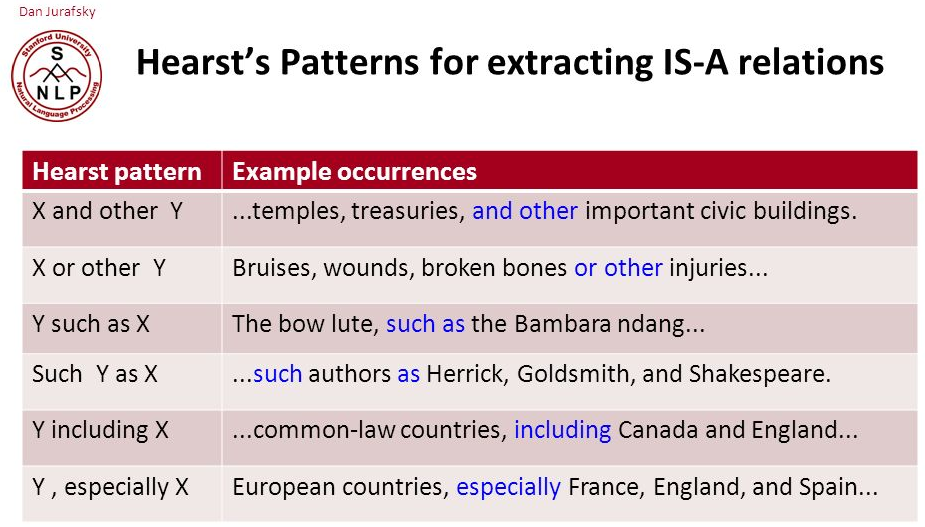 Dan Jurafsky
Stanford University
S
NLP
Natural Language Processing
Hearst’s Patterns for extracting IS-A relations
Hearst pattern Example occurrences
X and other Y ...temples, treasuries, and other important civic buildings.
X or other Y Bruises, wounds, broken bones or other injuries...
Y such as X The bow lute, such as the Bambara ndang...
Such Y as X ...such authors as Herrick, Goldsmith, and Shakespeare.
Y including X ...common-law countries, including Canada and England...
Y , especially X European countries, especially France, England, and Spain...